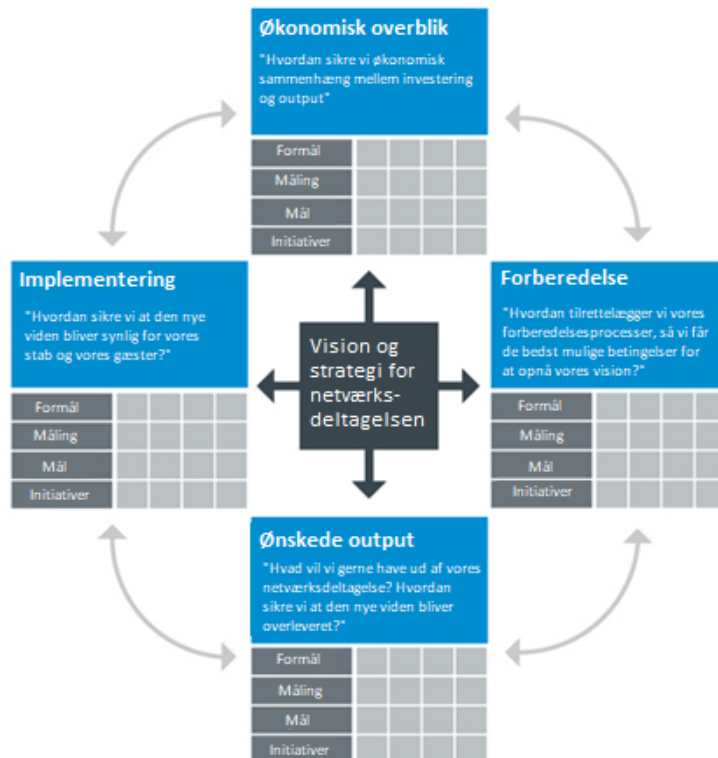 Økonomisk overblik
"Hvordan sikre vi økonomisk
sammenhæng mellem investering
og output"
Formål
Måling
Mål
Initiativer
Implementering
"Hvordan sikre vi at den nye
viden bliver synlig for vores
stab og vores gæster?"
Formål
Måling
Mål
Initiativer
Vision og
strategi for
netværks-
deltagelsen
Forberedelse
"Hvordan tilrettelægger vi vores
forberedelsesprocesser, så vi får
de bedst mulige betingelser for
at opnå vores vision?"
Formål
Måling
Mål
Initiativer
Ønskede output
"Hvad vil vi gerne have ud af vores
netværksdeltagelse? Hvordan
sikre vi at den nye viden bliver
overleveret?"
Formål
Måling
Mål
Initiativer